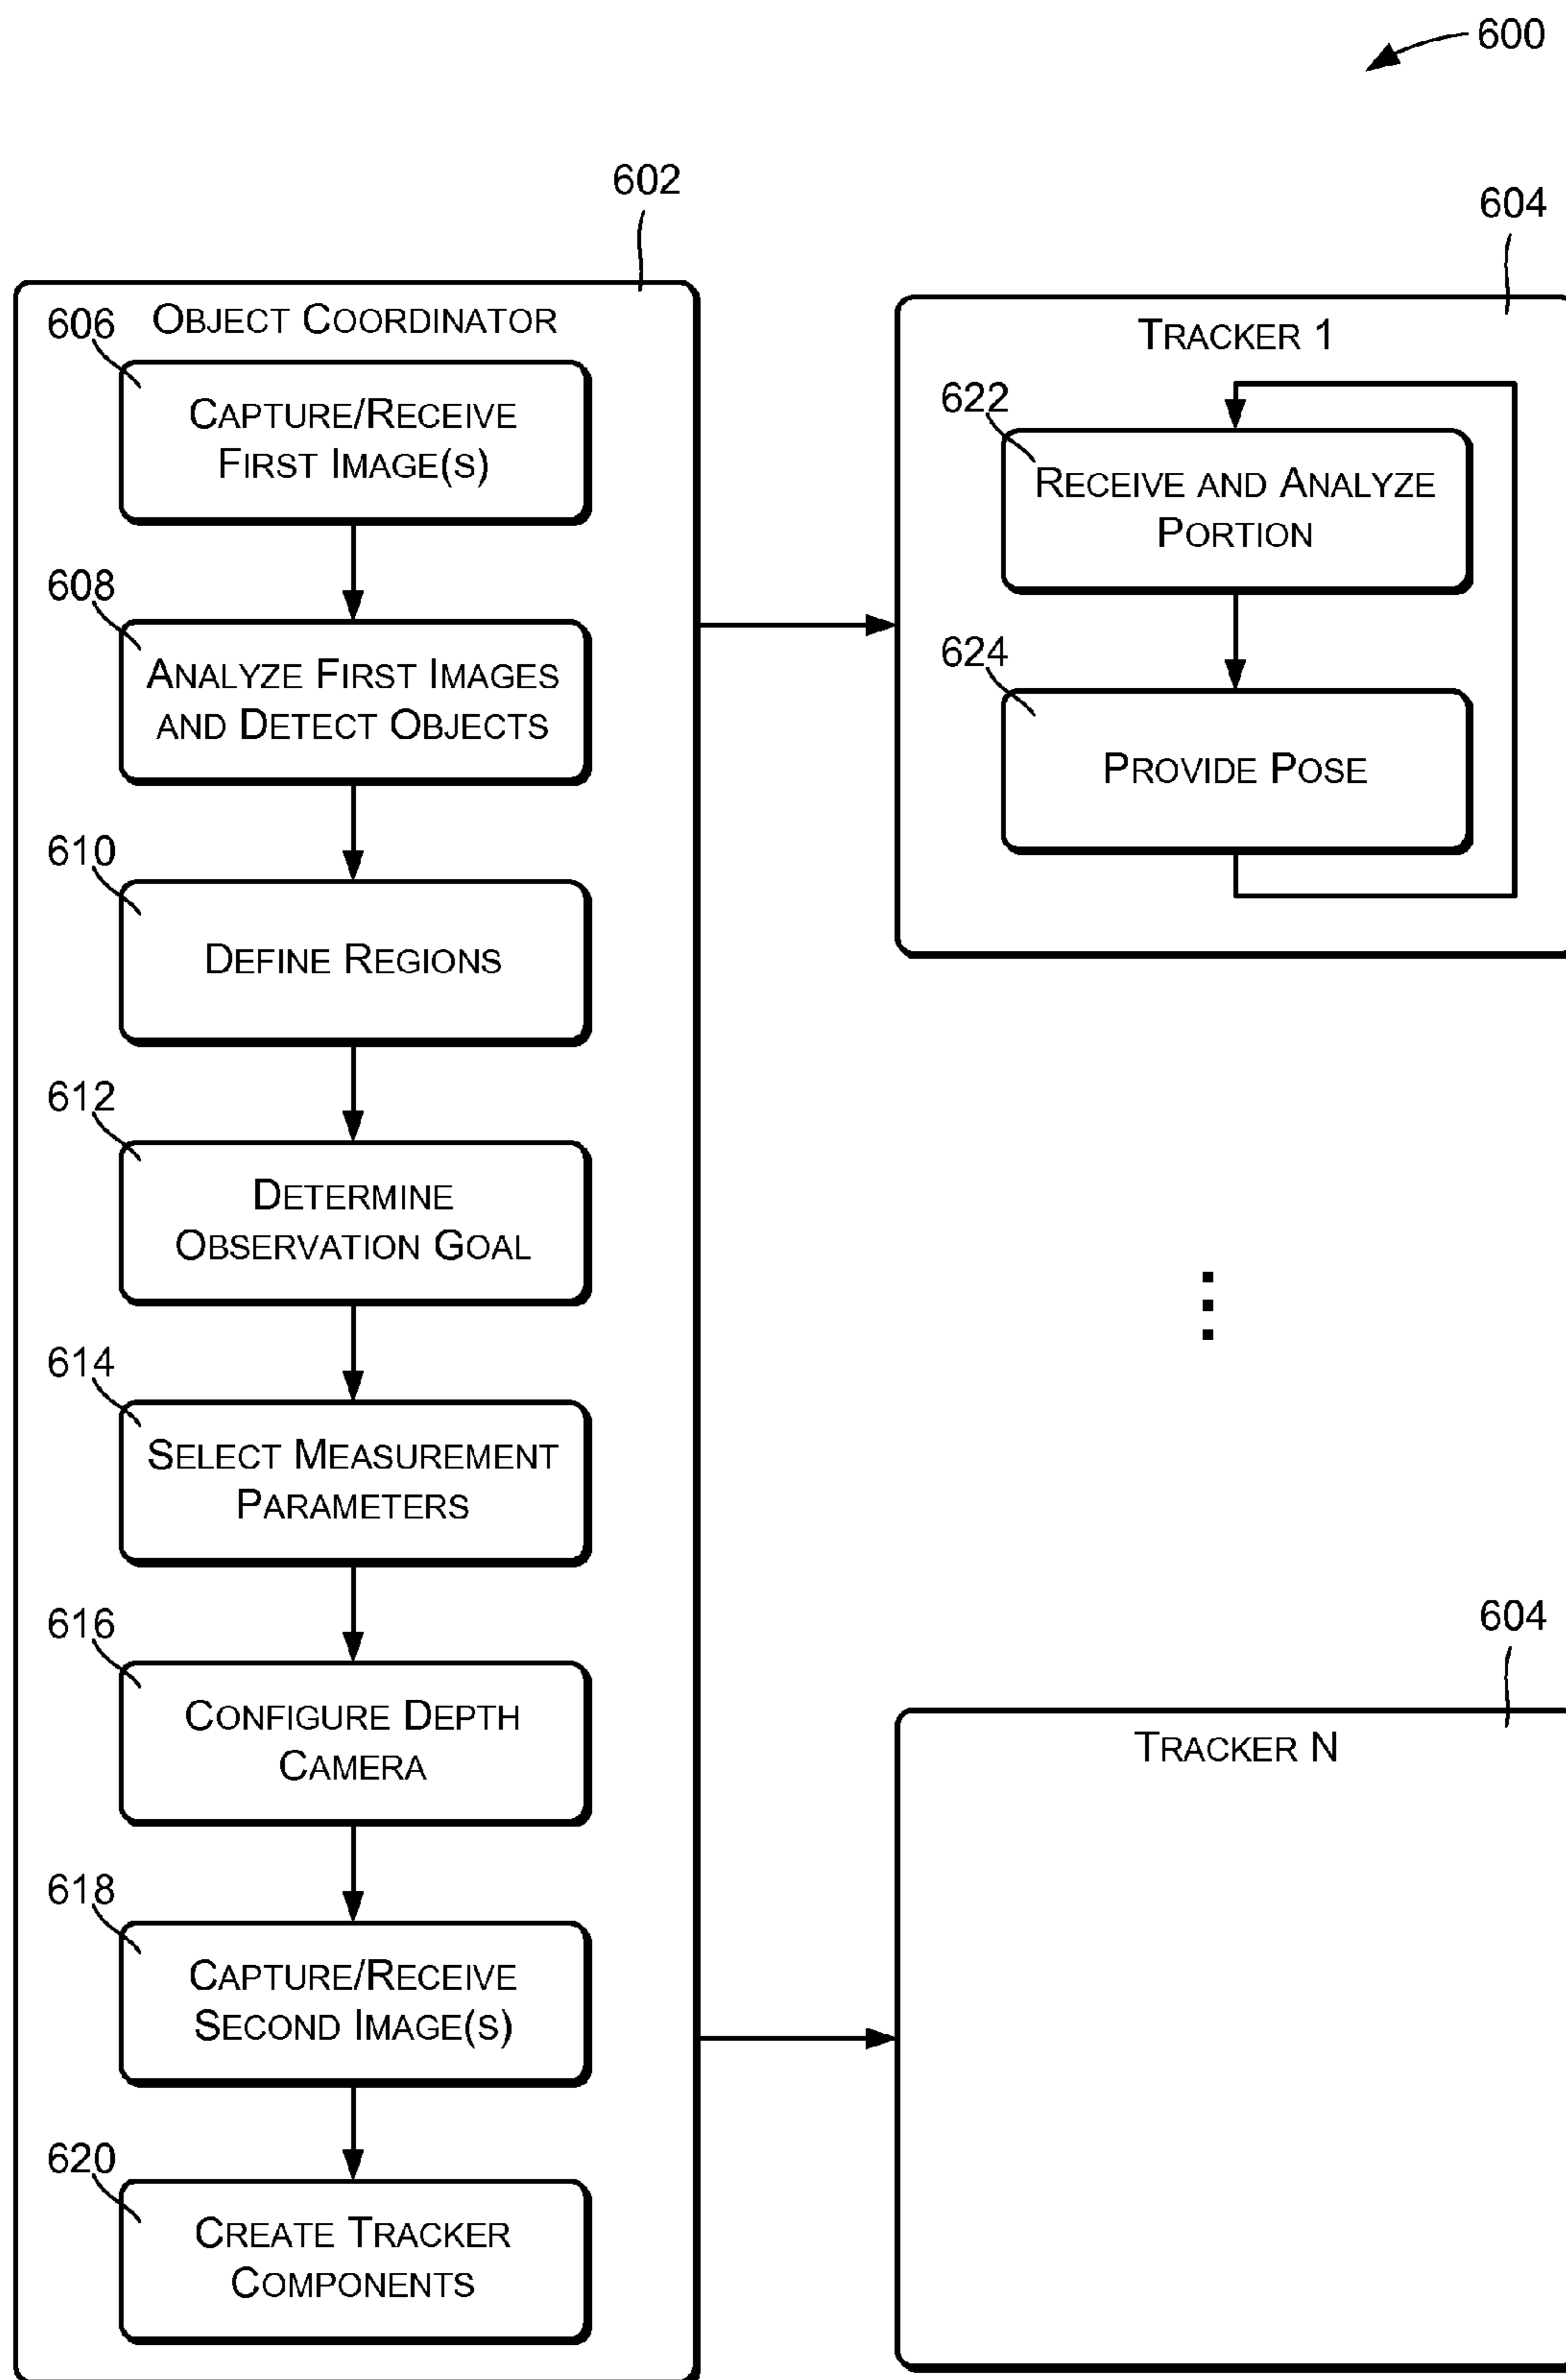 600
602
OBJECT COORDINATOR
606
CAPTURE/RECEIVE
FIRST IMAGE(S)
608
ANALYZE FIRST IMAGES
AND DETECT OBJECTS
610
DEFINE REGIONS
612
DETERMINE
OBSERVATION GOAL
614
SELECT MEASUREMENT
PARAMETERS
616
CONFIGURE DEPTH
CAMERA
618
CAPTURE/RECEIVE
SECOND IMAGE(S)
620
CREATE TRACKER
COMPONENTS
604
TRACKER 1
622
RECEIVE AND ANALYZE
PORTION
624
PROVIDE POSE
604
TRACKER N